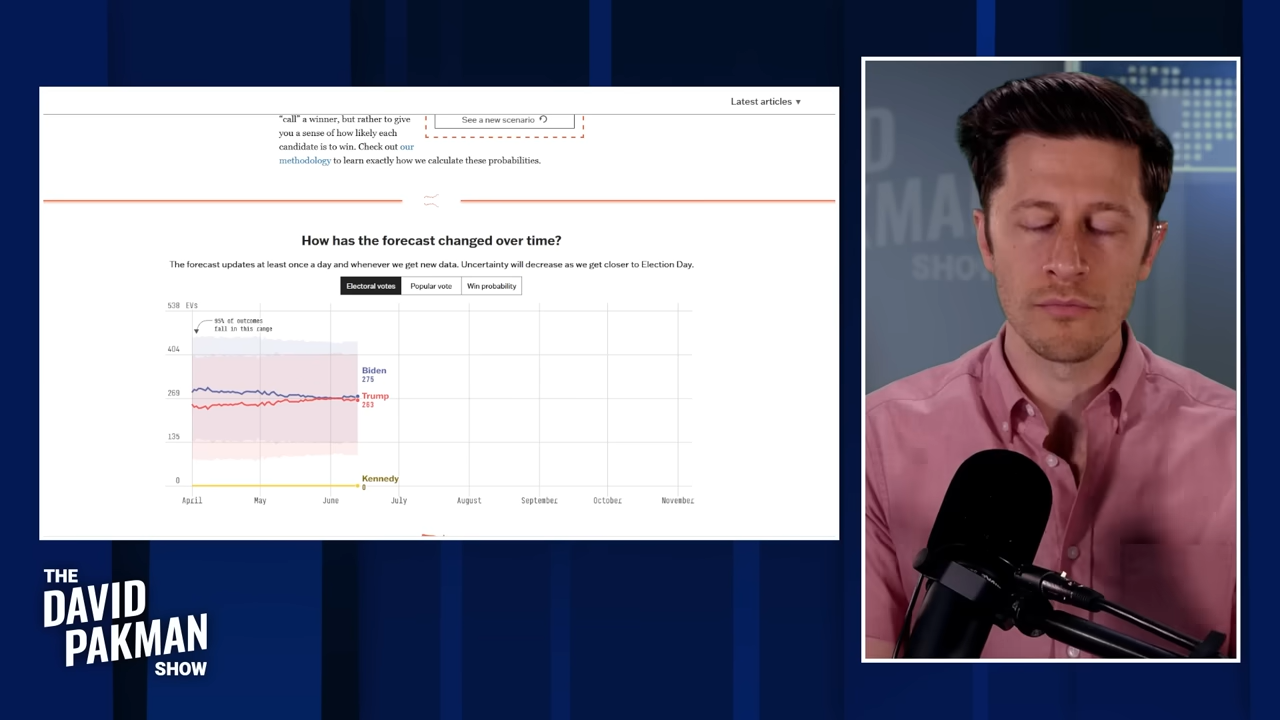 Latest articles ▼
“call” a winner, but rather to give
you a sense of how likely each
candidate is to win. Check out our
methodology to learn exactly how we calculate these probabilities.
See a new scenario
How has the forecast changed over time?
The forecast updates at least once a day and whenever we get new data. Uncertainty will decrease as we get closer to Election Day.
Electoral votes Popular vote Win probability
538 EVs
95% of outcomes
fall in this range
404
269
135
0
Biden
275
Trump
263
Kennedy
0
April May June July August September October November
THE
DAVID
PAKMAN
SHOW
SHOW